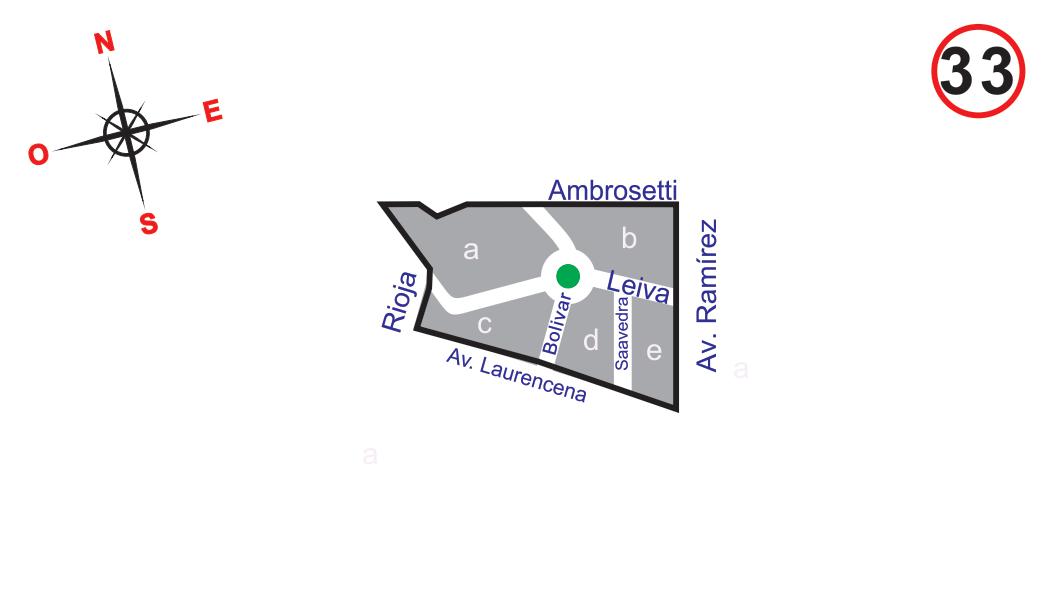 N
E
O
S
33
Ambrosetti
a
b
Leiva
Av. Ramírez
Rioja
c
Bolivar
d
Saavedra
e
Av. Laurencena
a
a